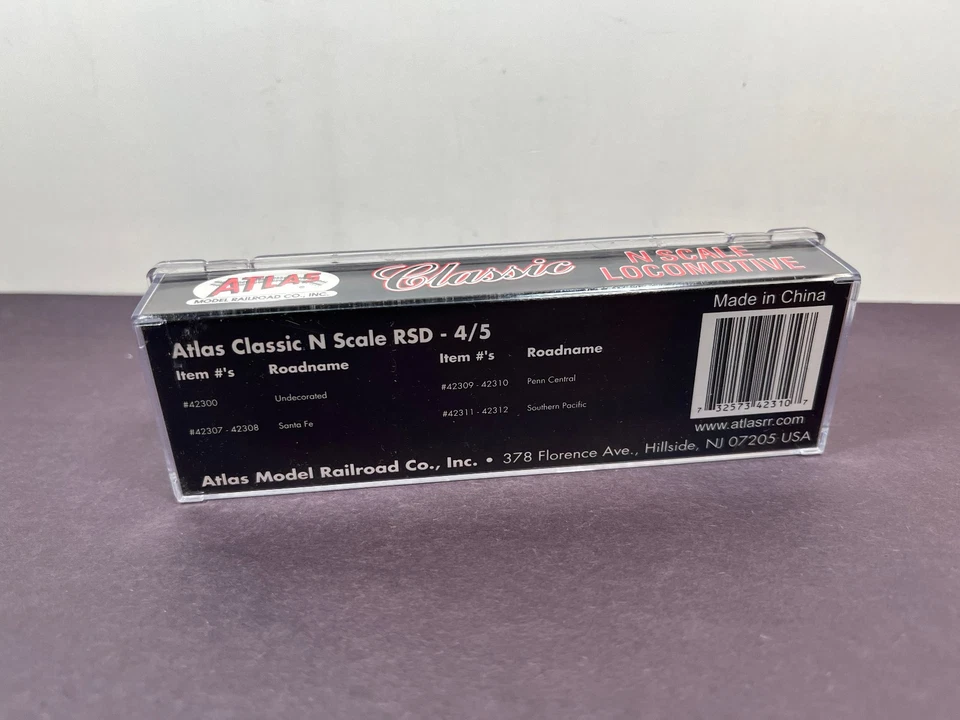 ATLAS
MODEL RAILROAD CO., INC.
Classic
N SCALE
LOCOMOTIVE
Made in China
Atlas Classic N Scale RSD - 4/5
Item #'s Roadname
#42300 Undecorated
#42307 - 42308 Santa Fe
Item #'s Roadname
#42309 - 42310 Penn Central
#42311 - 42312 Southern Pacific
7 32573 42310 7
www.atlasrr.com
Atlas Model Railroad Co., Inc. • 378 Florence Ave., Hillside, NJ 07205 USA